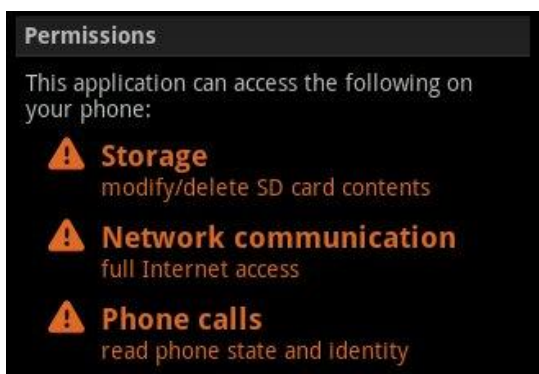 Permissions
This application can access the following on
your phone:
Storage
modify/delete SD card contents
Network communication
full Internet access
Phone calls
read phone state and identity